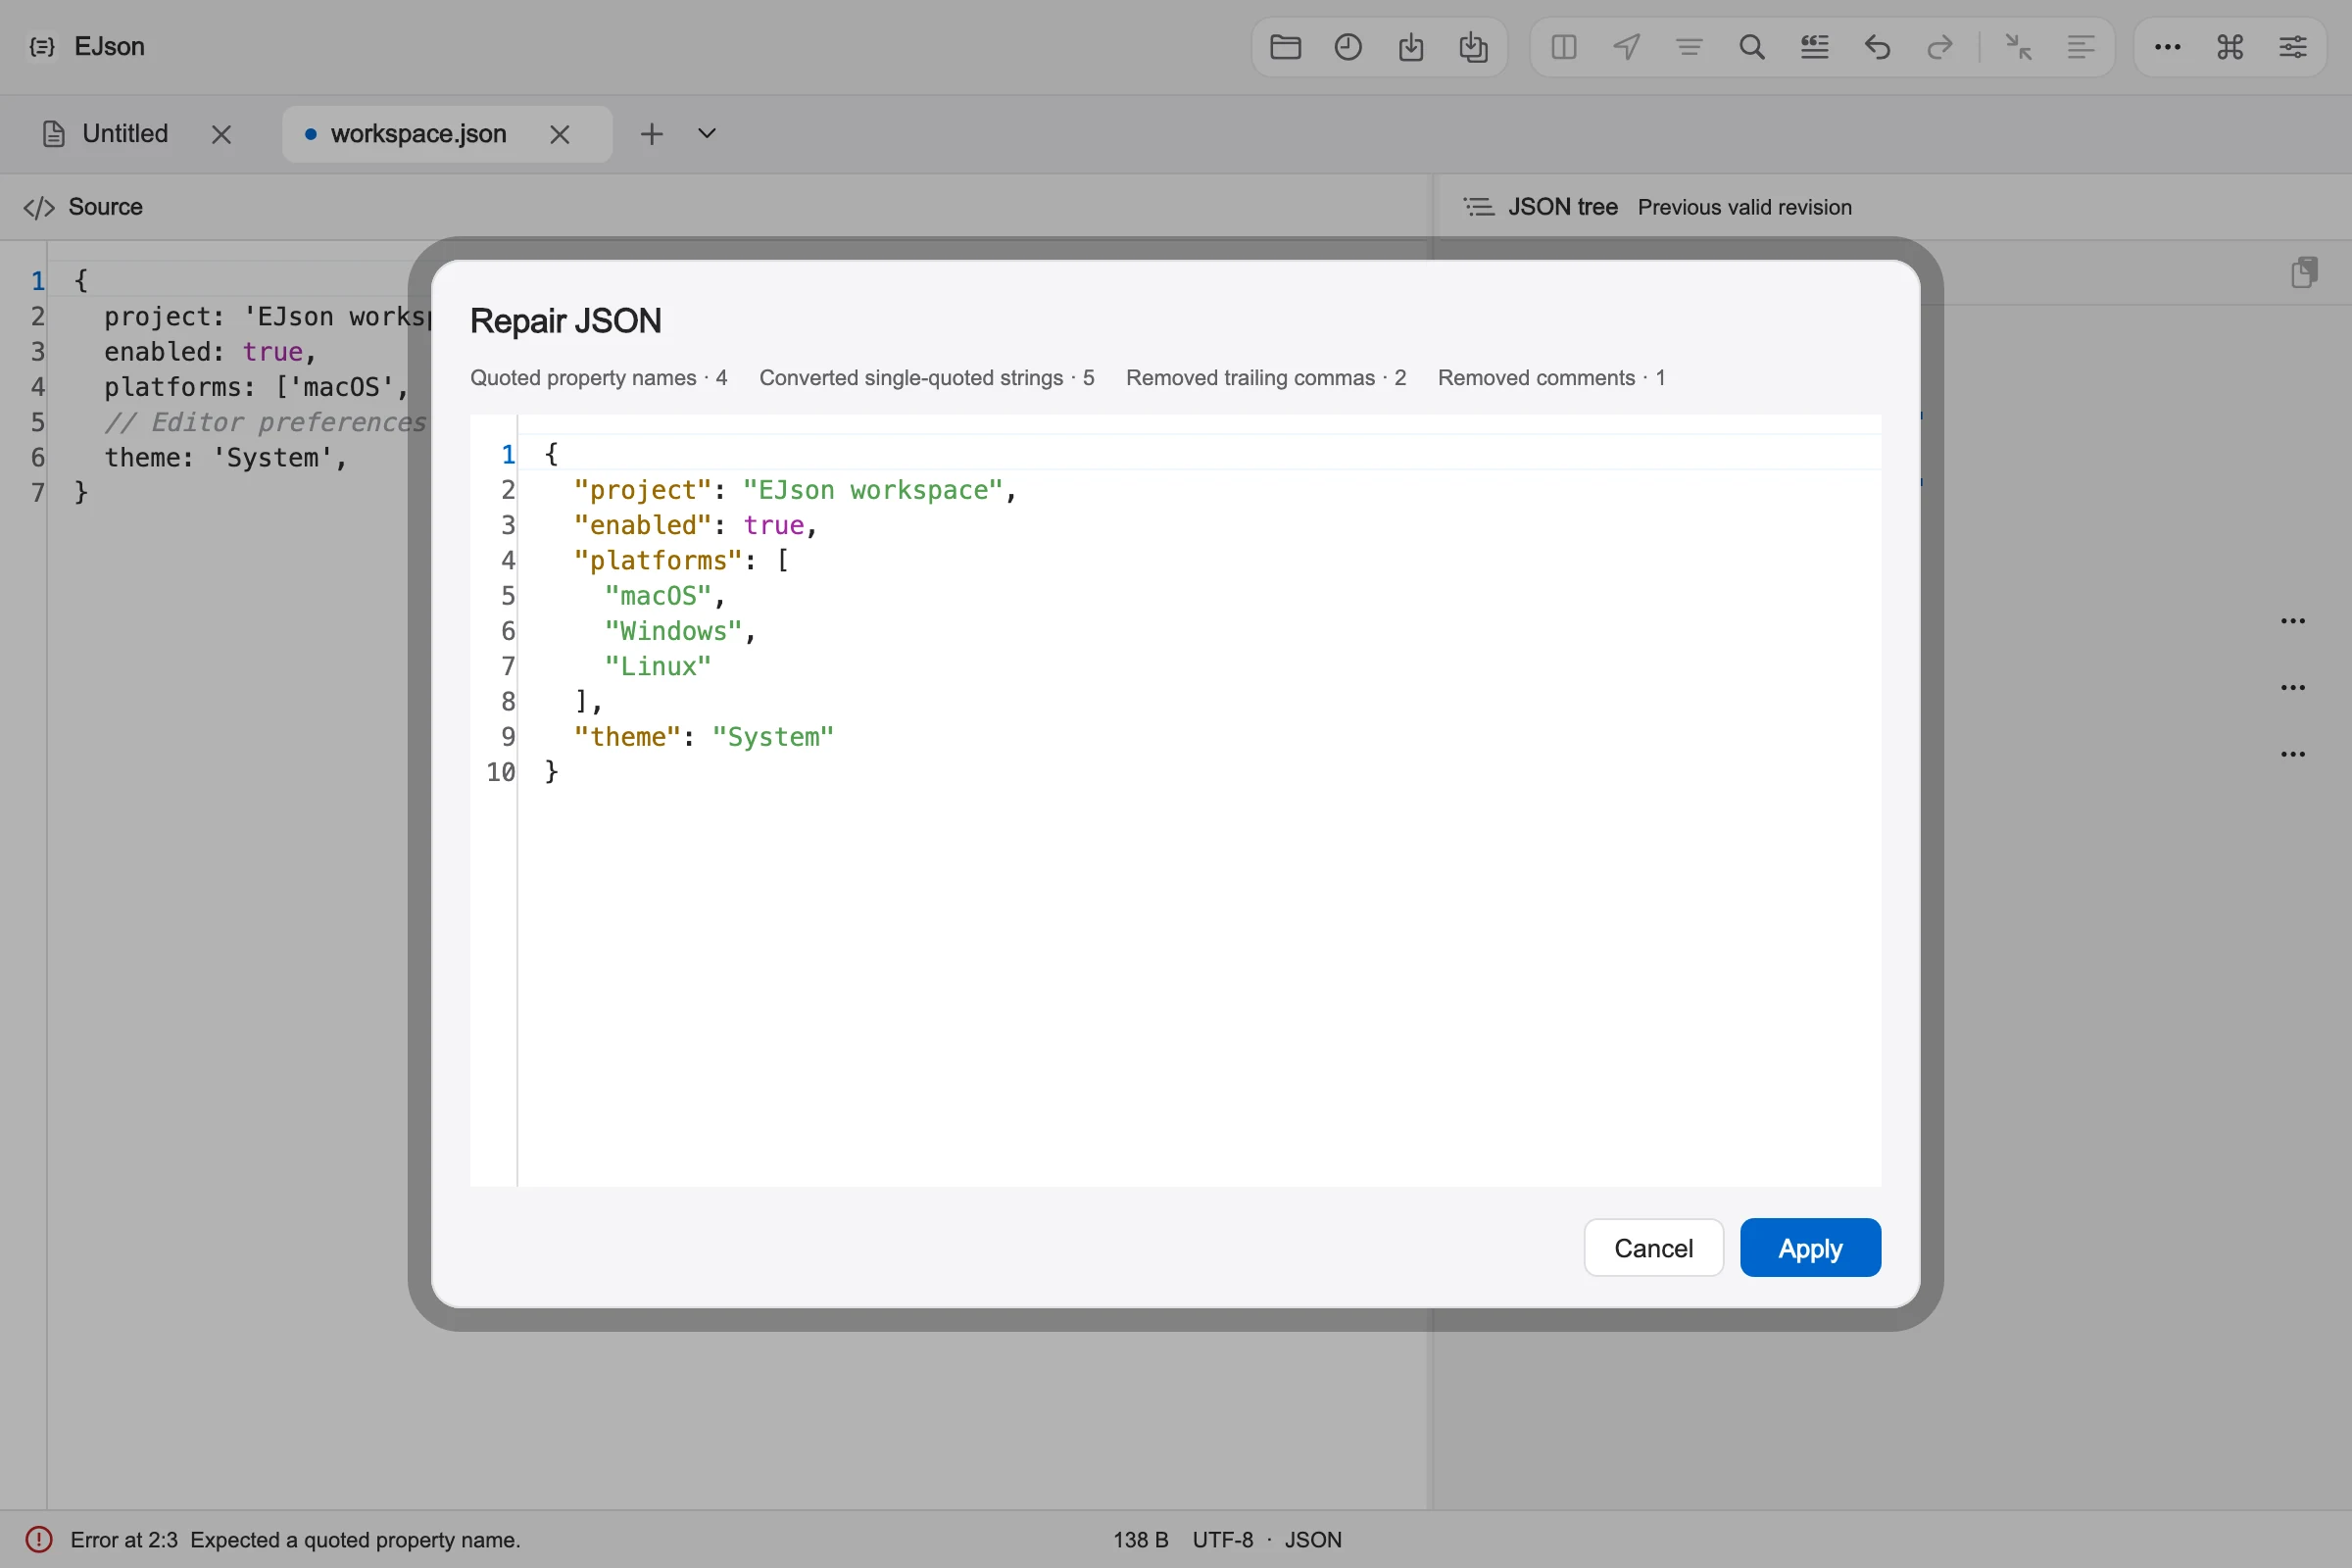 EJson
Untitled
workspace.json
Source
JSON tree Previous valid revision
1 {
2 project: 'EJson
3 enabled: true,
4 platforms: ['macOS',
5 // Editor preferences
6 theme: 'System',
7 }
Repair JSON
Quoted property names · 4 Converted single-quoted strings · 5 Removed trailing commas · 2 Removed comments · 1
1 {
2 "project": "EJson workspace",
3 "enabled": true,
4 "platforms": [
5 "macOS",
6 "Windows",
7 "Linux"
8 ],
9 "theme": "System"
10 }
Cancel
Apply
Error at 2:3 Expected a quoted property name.
138 B UTF-8 · JSON